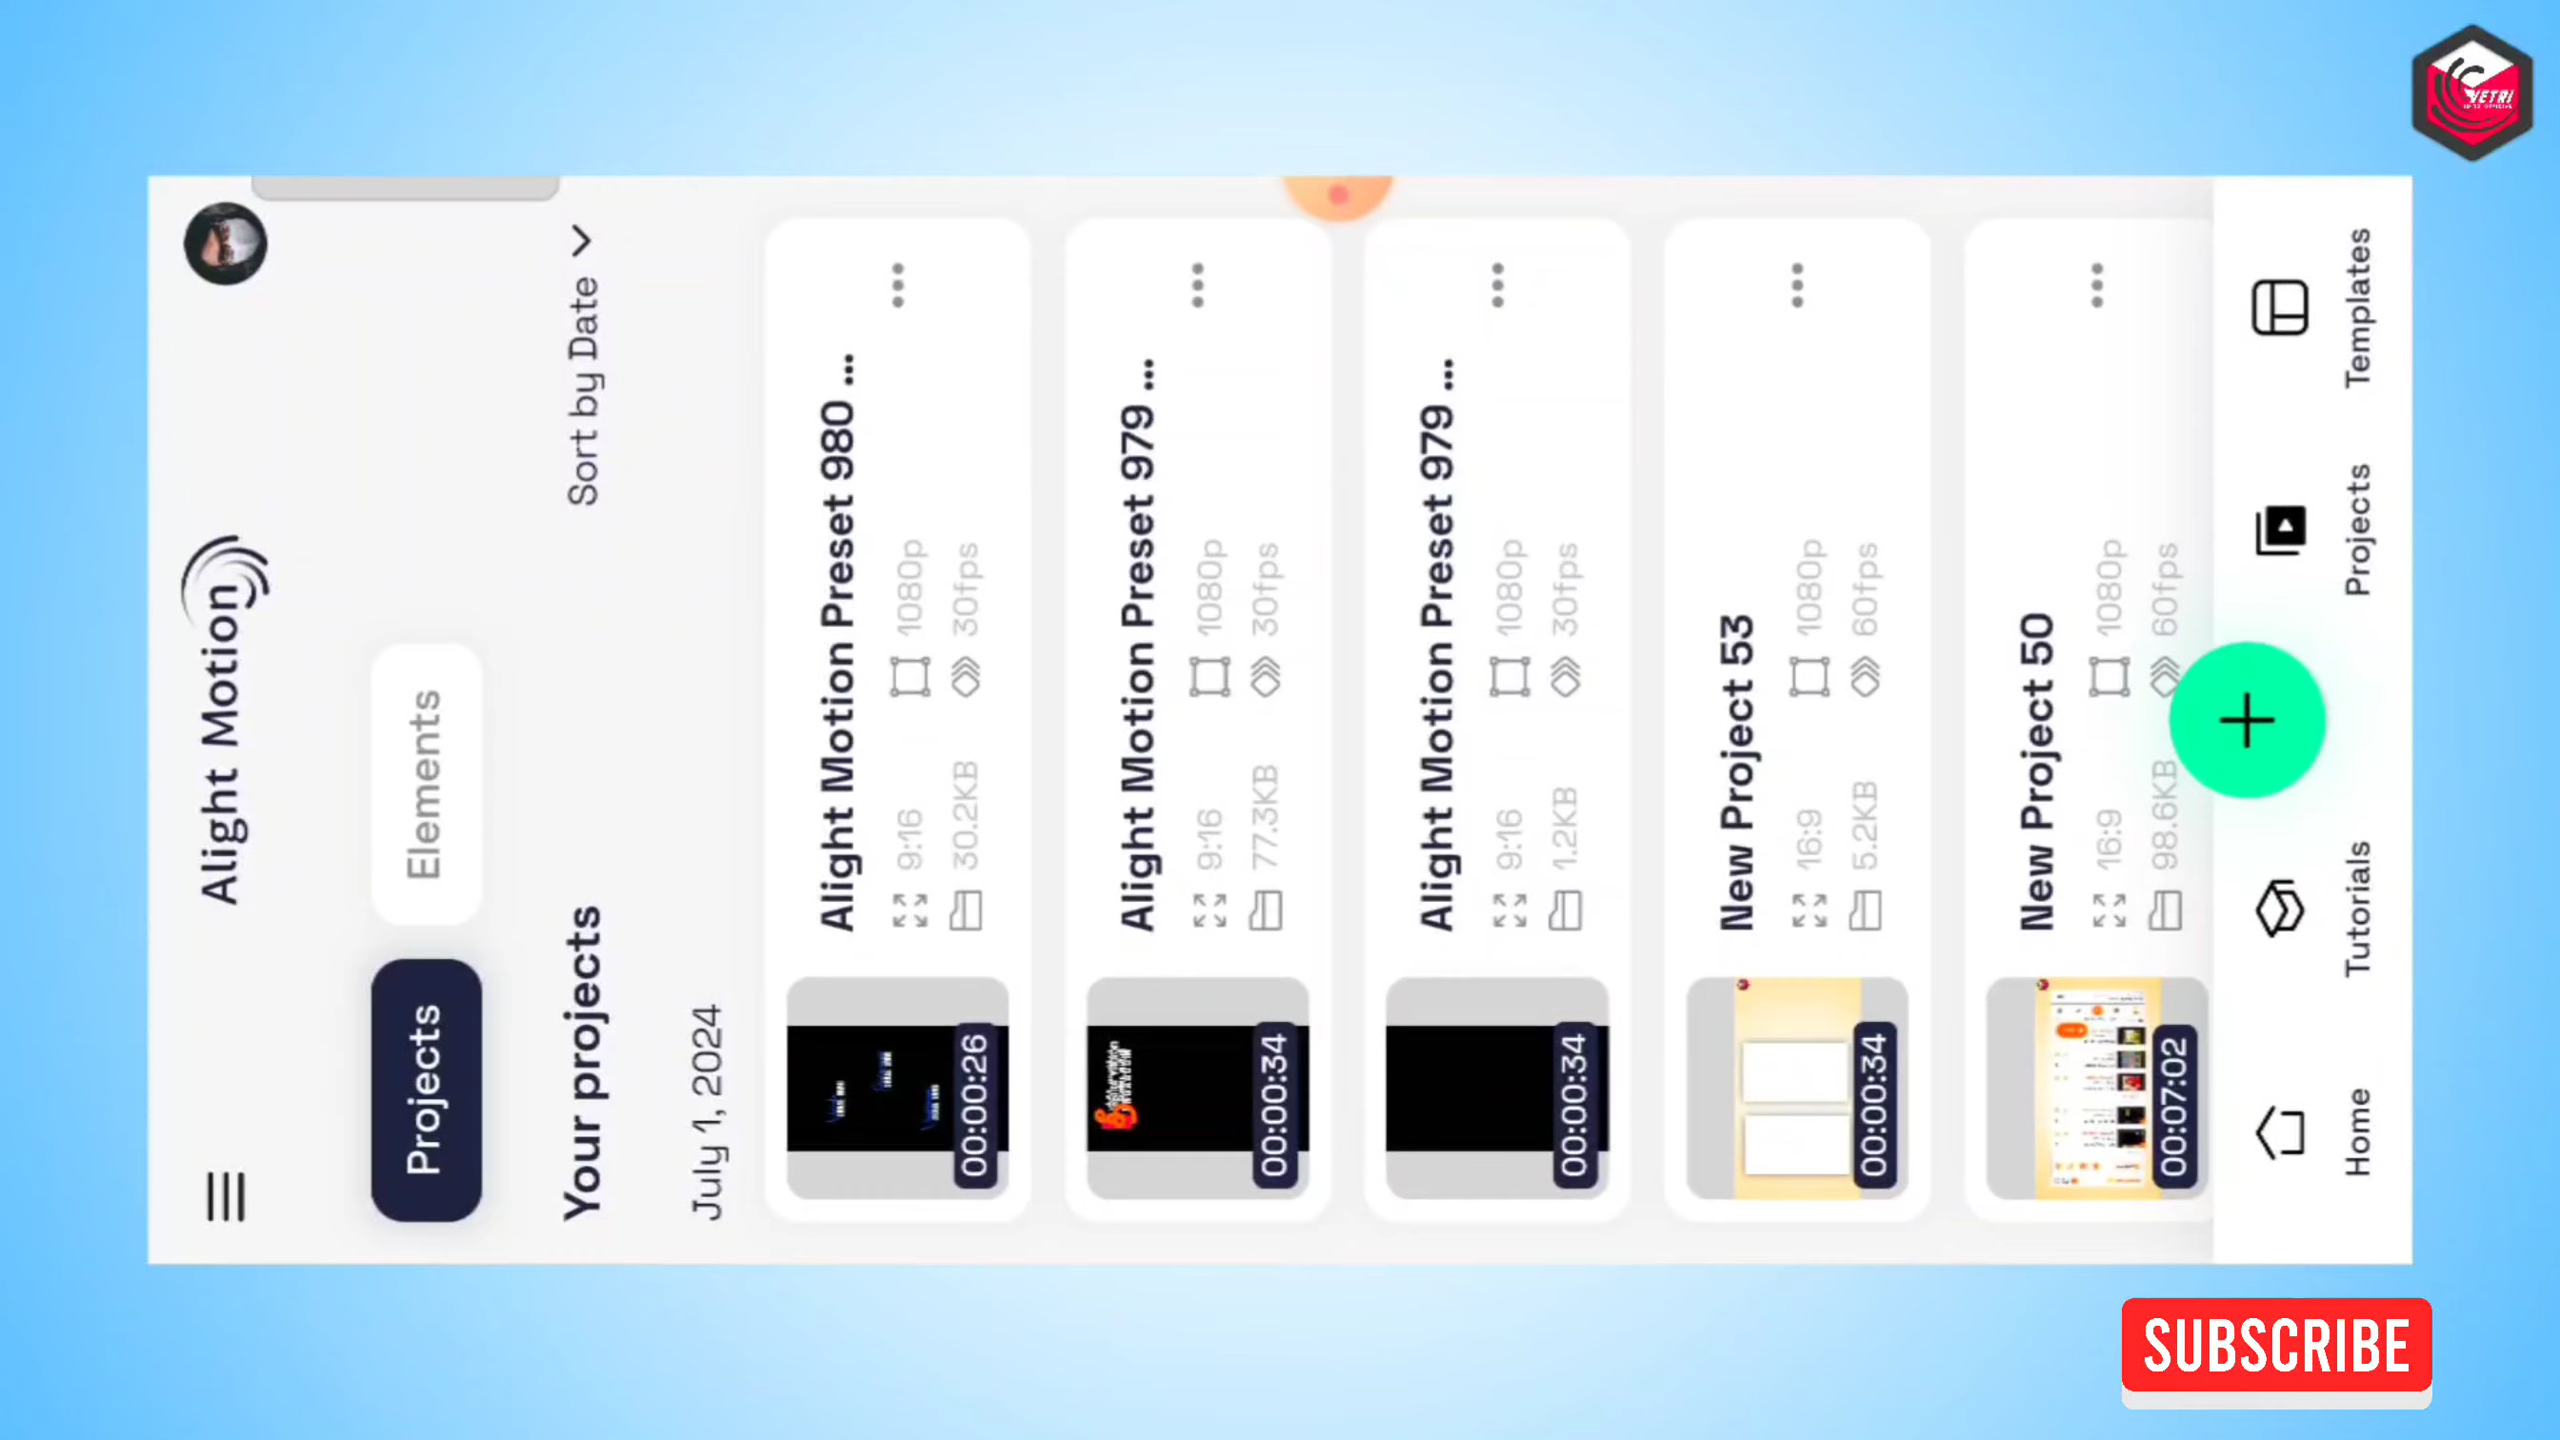 VETRI
Alight Motion
Projects
Elements
Your projects
Sort by Date
July 1, 2024
Alight Motion Preset 980 ...
9:16
1080p
30.2KB
30fps
00:00:26
Alight Motion Preset 979 ...
9:16
1080p
77.3KB
30fps
00:00:34
Alight Motion Preset 979 ...
9:16
1080p
1.2KB
30fps
00:00:34
New Project 53
16:9
1080p
5.2KB
60fps
00:00:34
New Project 50
16:9
1080p
98.6KB
60fps
00:07:02
Home
Tutorials
Projects
Templates
SUBSCRIBE